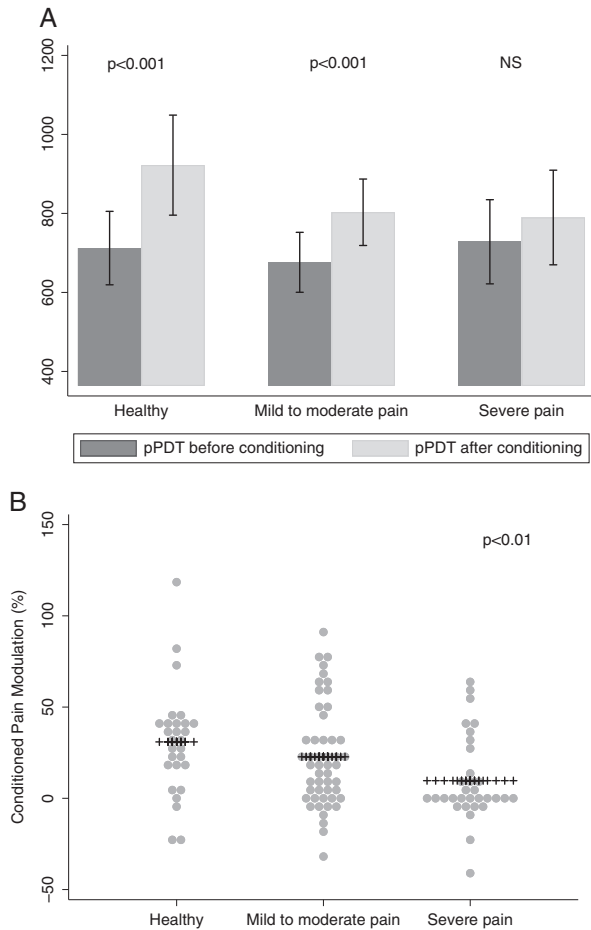 A
1200
p<0.001 p<0.001 NS
1000
800
600
400
Healthy Mild to moderate pain Severe pain
pPDT before conditioning pPDT after conditioning
B
150
p<0.01
100
50
0
−50
Conditioned Pain Modulation (%)
Healthy Mild to moderate pain Severe pain